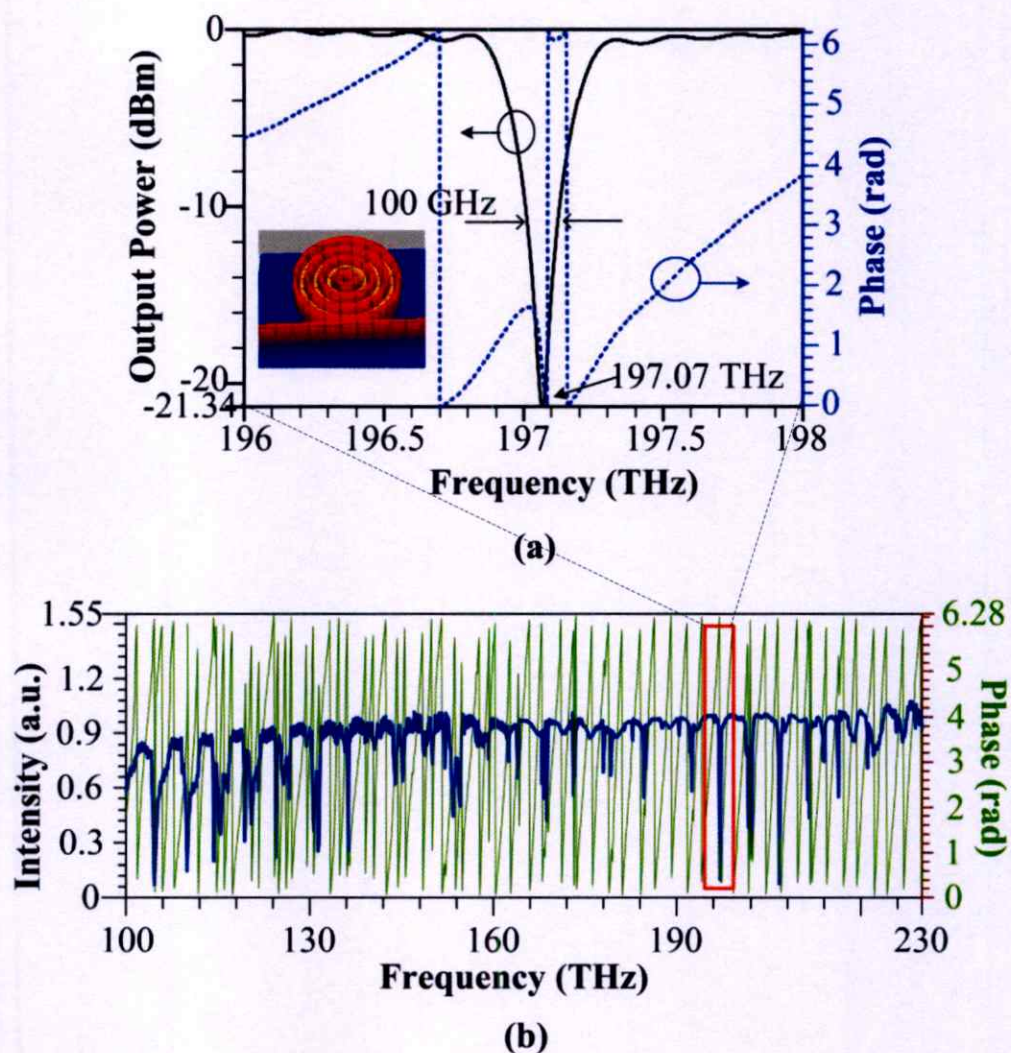 0
-10
-20
-21.34
Output Power (dBm)
100 GHz
197.07 THz
6
5
4
3
2
1
0
Phase (rad)
196 196.5 197 197.5 198
Frequency (THz)
(a)
1.55
1.2
0.9
0.6
0.3
0
Intensity (a.u.)
6.28
5
4
3
2
1
0
Phase (rad)
100 130 160 190 230
Frequency (THz)
(b)